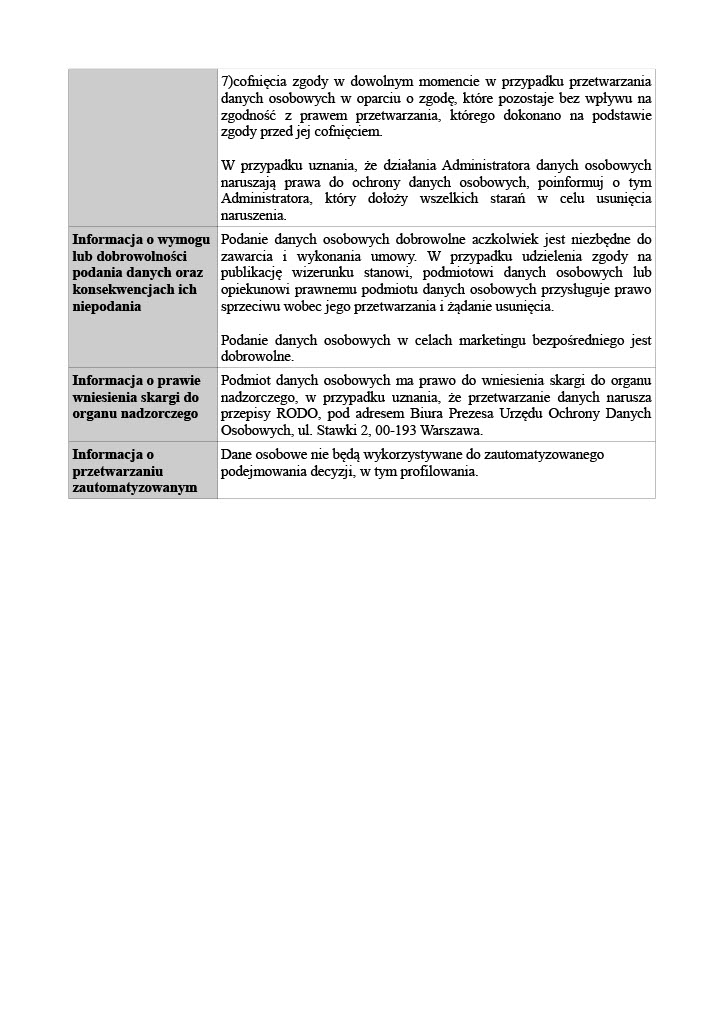 7)cofnięcia zgody w dowolnym momencie w przypadku przetwarzania
danych osobowych w oparciu o zgodę, które pozostaje bez wpływu na
zgodność z prawem przetwarzania, którego dokonano na podstawie
zgody przed jej cofnięciem.
W przypadku uznania, że działania Administratora danych osobowych
naruszają prawa do ochrony danych osobowych, poinformuj o tym
Administratora, który dołoży wszelkich starań w celu usunięcia
naruszenia.
Informacja o wymogu
lub dobrowolności
podania danych oraz
konsekwencjach ich
niepodania
Podanie danych osobowych dobrowolne aczkolwiek jest niezbędne do
zawarcia i wykonania umowy. W przypadku udzielenia zgody na
publikację wizerunku stanowi, podmiotowi danych osobowych lub
opiekunowi prawnemu podmiotu danych osobowych przysługuje prawo
sprzeciwu wobec jego przetwarzania i żądanie usunięcia.
Podanie danych osobowych w celach marketingu bezpośredniego jest
dobrowolne.
Informacja o prawie
wniesienia skargi do
organu nadzorczego
Podmiot danych osobowych ma prawo do wniesienia skargi do organu
nadzorczego, w przypadku uznania, że przetwarzanie danych narusza
przepisy RODO, pod adresem Biura Prezesa Urzędu Ochrony Danych
Osobowych, ul. Stawki 2, 00-193 Warszawa.
Informacja o
przetwarzaniu
zautomatyzowanym
Dane osobowe nie będą wykorzystywane do zautomatyzowanego
podejmowania decyzji, w tym profilowania.